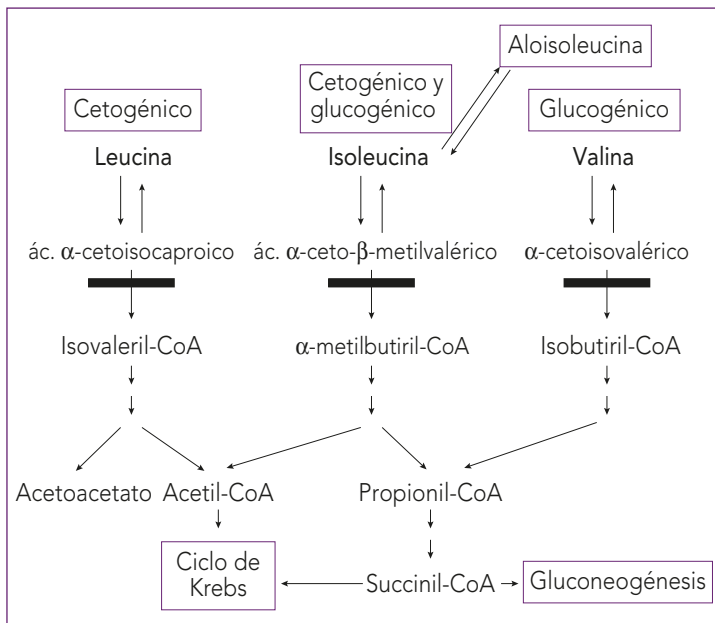 Aloisoleucina
Cetogénico y
glucogénico
Cetogénico
Glucogénico
Leucina
Isoleucina
Valina
ác. α-cetoisocaproico
ác. α-ceto-β-metilvalérico
α-cetoisovalérico
Isovaleril-CoA
α-metilbutiril-CoA
Isobutiril-CoA
Acetoacetato
Acetil-CoA
Propionil-CoA
Ciclo de
Krebs
Succinil-CoA
Gluconeogénesis